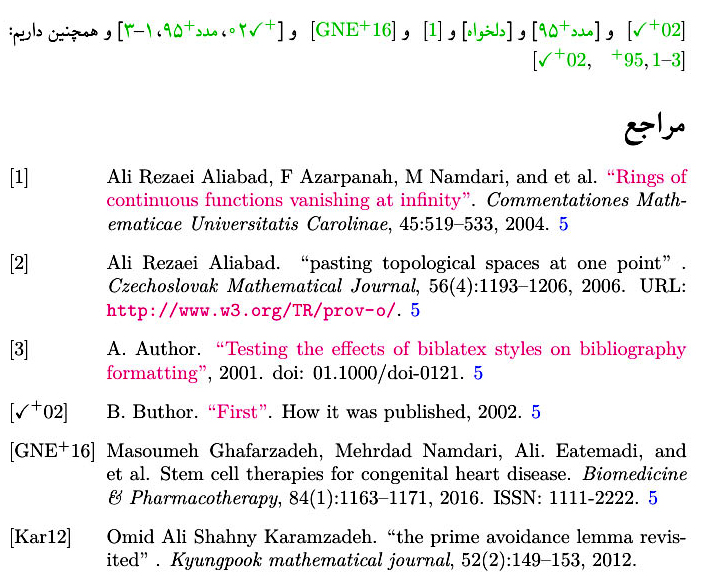 [✓+02] و [مدد+۹۵] و [دلخواه] و [1] و [GNE+16] و [+✓۰۲، مدد+۹۵، ۱–۳] و همچنین داریم:
[✓+02, +95, 1–3]
مراجع
[1] Ali Rezaei Aliabad, F Azarpanah, M Namdari, and et al. “Rings of
continuous functions vanishing at infinity”. Commentationes Math-
ematicae Universitatis Carolinae, 45:519–533, 2004. 5
[2] Ali Rezaei Aliabad. “pasting topological spaces at one point” .
Czechoslovak Mathematical Journal, 56(4):1193–1206, 2006. URL:
http://www.w3.org/TR/prov-o/. 5
[3] A. Author. “Testing the effects of biblatex styles on bibliography
formatting”, 2001. doi: 01.1000/doi-0121. 5
[✓+02] B. Buthor. “First”. How it was published, 2002. 5
[GNE+16] Masoumeh Ghafarzadeh, Mehrdad Namdari, Ali. Eatemadi, and
et al. Stem cell therapies for congenital heart disease. Biomedicine
& Pharmacotherapy, 84(1):1163–1171, 2016. ISSN: 1111-2222. 5
[Kar12] Omid Ali Shahny Karamzadeh. “the prime avoidance lemma revis-
ited” . Kyungpook mathematical journal, 52(2):149–153, 2012.